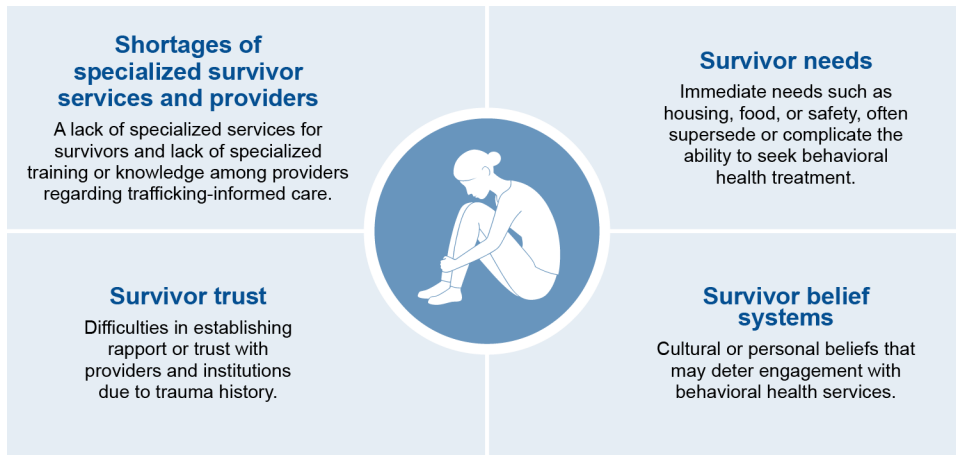 Shortages of
specialized survivor
services and providers
A lack of specialized services for
survivors and lack of specialized
training or knowledge among providers
regarding trafficking-informed care.
Survivor needs
Immediate needs such as
housing, food, or safety, often
supersede or complicate the
ability to seek behavioral
health treatment.
Survivor trust
Difficulties in establishing
rapport or trust with
providers and institutions
due to trauma history.
Survivor belief
systems
Cultural or personal beliefs that
may deter engagement with
behavioral health services.